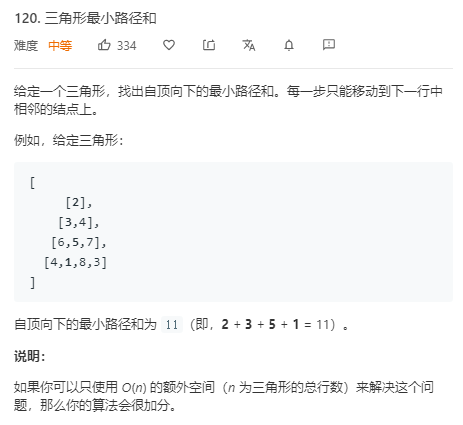 120. 三角形最小路径和
难度 中等 334
给定一个三角形，找出自顶向下的最小路径和。每一步只能移动到下一行中
相邻的结点上。
例如，给定三角形：
[
[2],
[3,4],
[6,5,7],
[4,1,8,3]
]
自顶向下的最小路径和为 11 （即，2 + 3 + 5 + 1 = 11）。
说明：
如果你可以只使用 O(n) 的额外空间（n 为三角形的总行数）来解决这个问
题，那么你的算法会很加分。